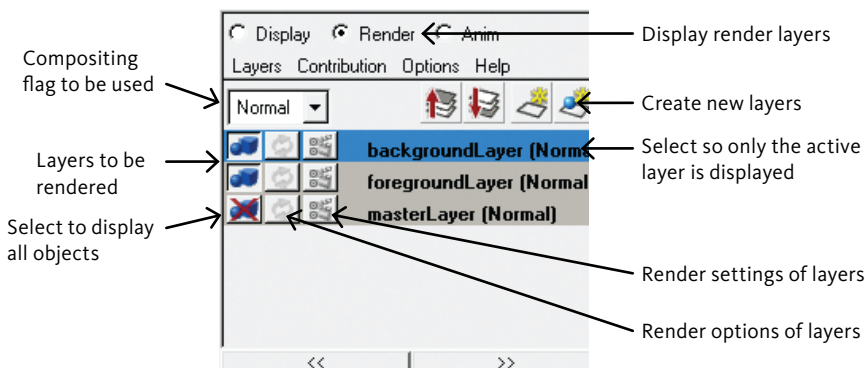 Display Render Anim
Display render layers
Compositing
flag to be used
Layers Contribution Options Help
Normal
Create new layers
backgroundLayer (Norma
Select so only the active
layer is displayed
Layers to be
rendered
foregroundLayer (Normal
masterLayer (Normal)
Select to display
all objects
Render settings of layers
Render options of layers
<< >>